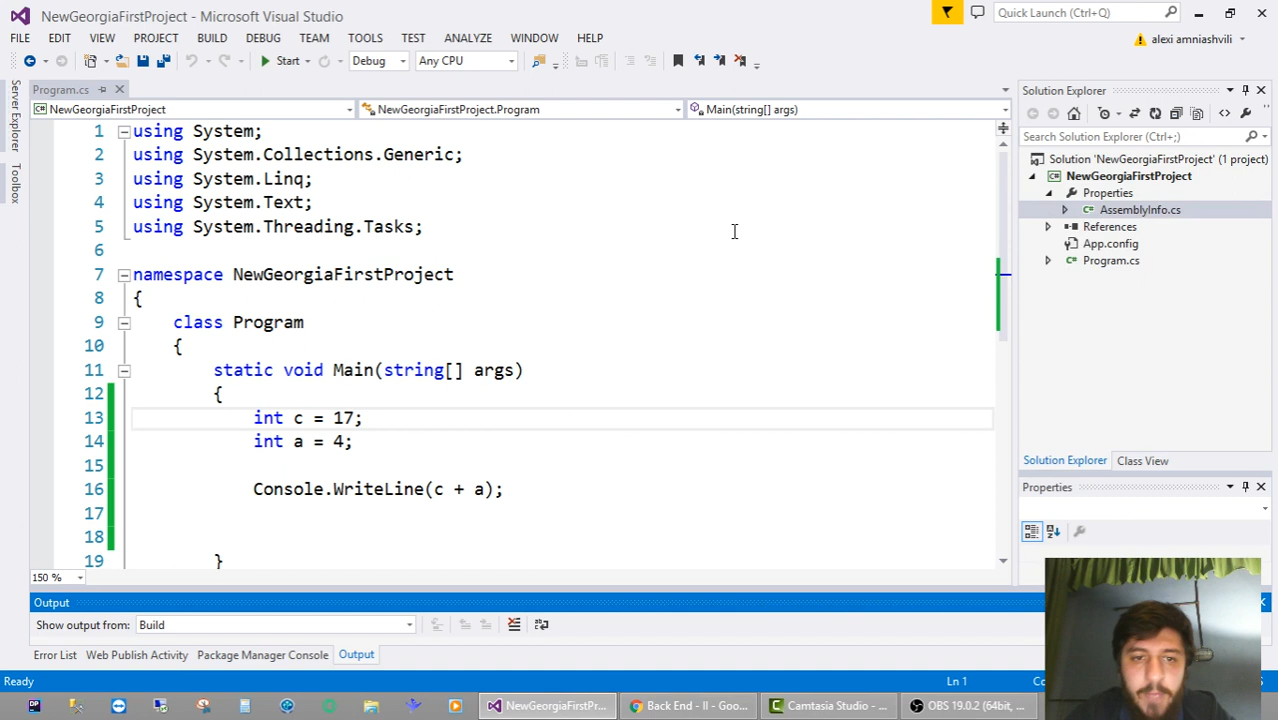 NewGeorgiaFirstProject - Microsoft Visual Studio
Quick Launch (Ctrl+Q)
FILE EDIT VIEW PROJECT BUILD DEBUG TEAM TOOLS TEST ANALYZE WINDOW HELP
alexi amniashvili
Start Debug Any CPU
Server Explorer
Toolbox
Program.cs
NewGeorgiaFirstProject NewGeorgiaFirstProject.Program Main(string[] args)
1 using System;
2 using System.Collections.Generic;
3 using System.Linq;
4 using System.Text;
5 using System.Threading.Tasks;
6
7 namespace NewGeorgiaFirstProject
8 {
9 class Program
10 {
11 static void Main(string[] args)
12 {
13 int c = 17;
14 int a = 4;
15
16 Console.WriteLine(c + a);
17
18
19 }
150 %
Solution Explorer
Search Solution Explorer (Ctrl+;)
Solution 'NewGeorgiaFirstProject' (1 project)
NewGeorgiaFirstProject
Properties
AssemblyInfo.cs
References
App.config
Program.cs
Solution Explorer Class View
Properties
Output
Show output from: Build
Error List Web Publish Activity Package Manager Console Output
Ready Ln 1
DP NewGeorgiaFirstPr... Back End - II - Goo... Camtasia Studio - ... OBS 19.0.2 (64bit, ...